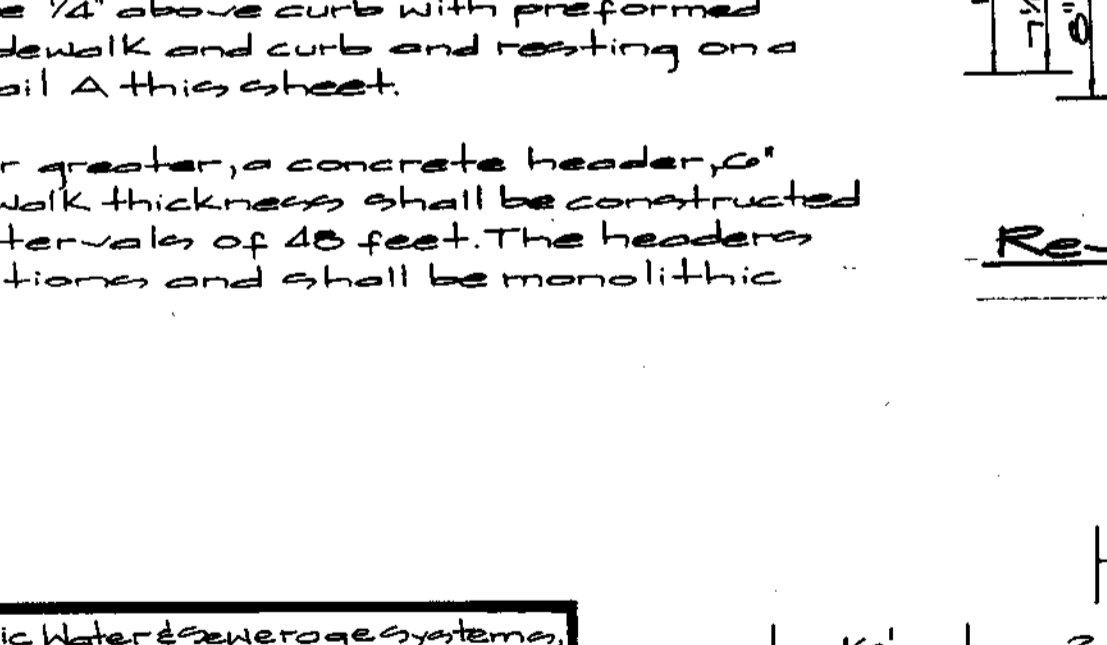 e 1/4" above curb with preformed
dewalk and curb and resting on a
ail A this sheet.
r greater, a concrete header, 6"
walk thickness shall be constructed
tervals of 48 feet. The headers
tions and shall be monolithic
Re-
ic Water & Sewerage Systems.